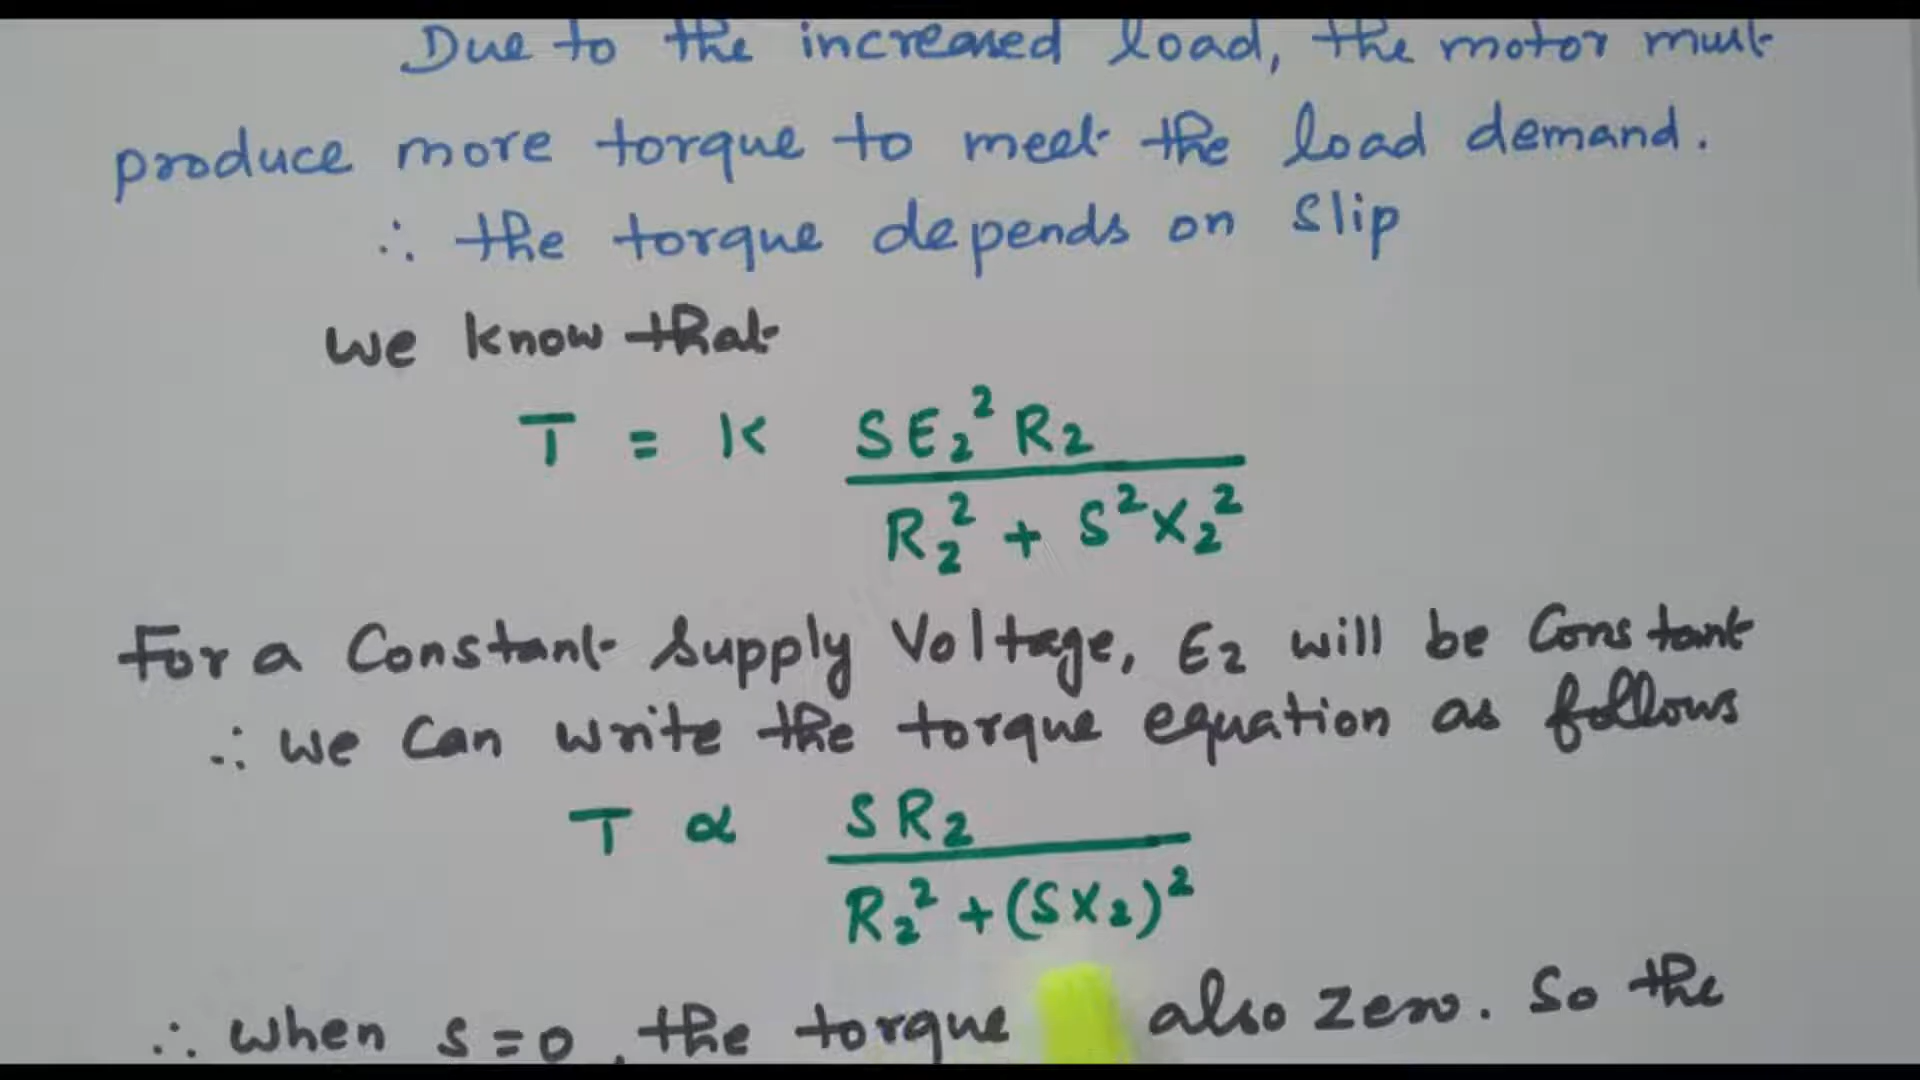 Due to the increased load, the motor must
produce more torque to meet the load demand.
∴ the torque depends on slip
we know that
T = K SE₂²R₂ / R₂² + S²X₂²
For a Constant Supply Voltage, E₂ will be Constant
∴ we can write the torque equation as follows
T α SR₂ / R₂² + (SX₂)²
∴ when s=0, the torque also zero. So the